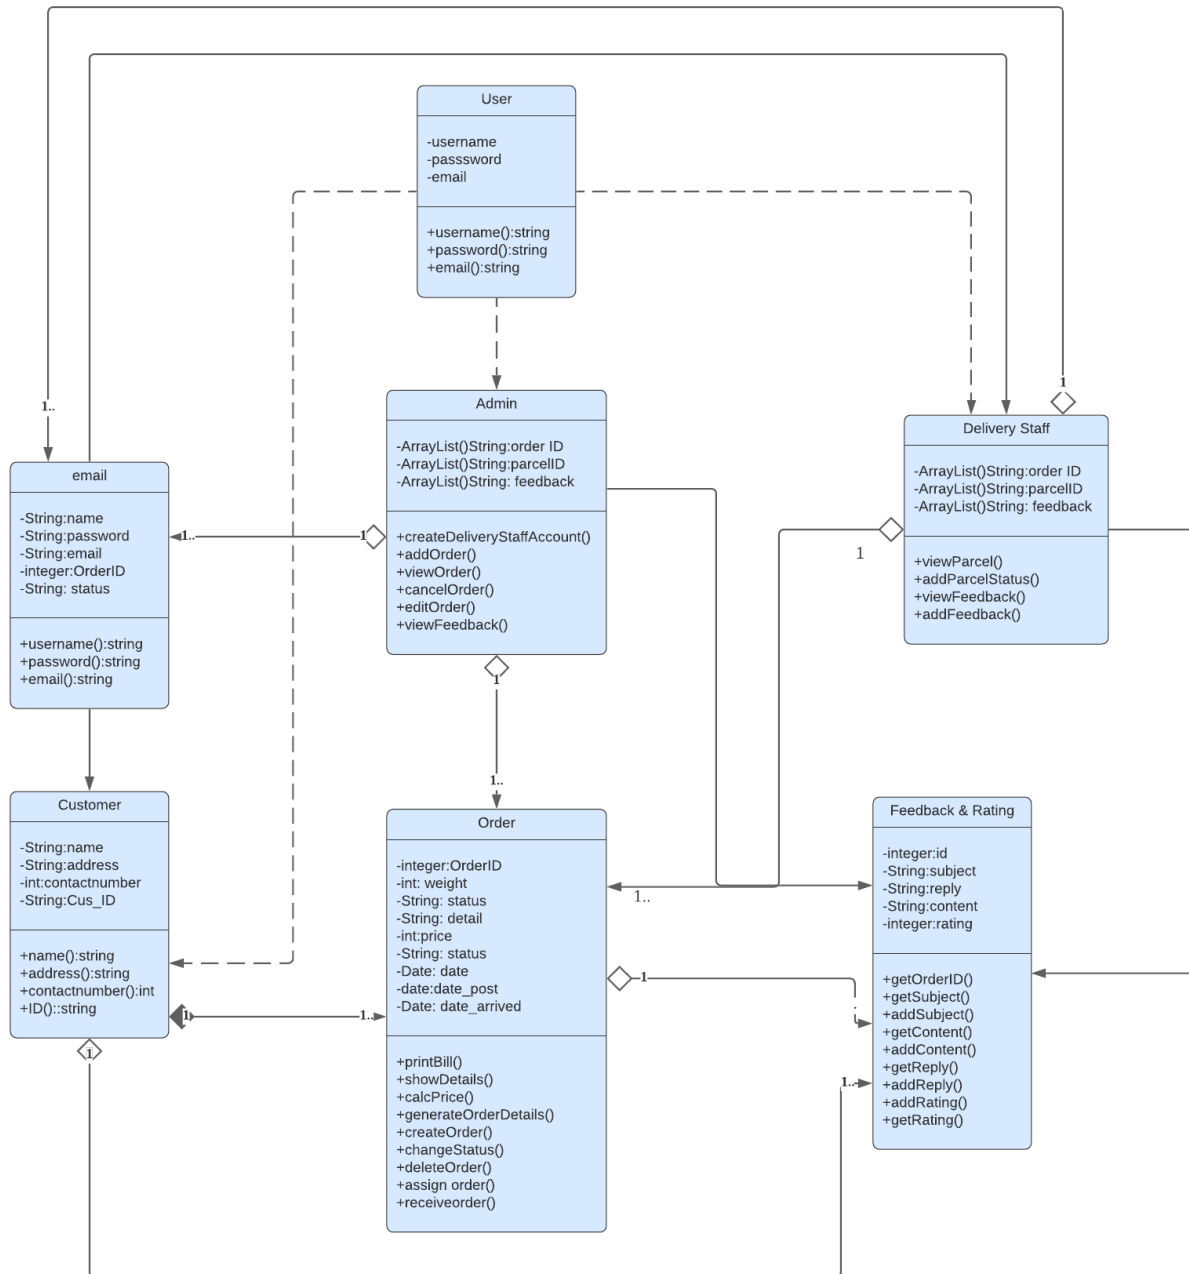 User
-username
-passsword
-email
+username():string
+password():string
+email():string
1
1..
Admin
-ArrayList()String:order ID
-ArrayList()String:parcelID
-ArrayList()String: feedback
+createDeliveryStaffAccount()
+addOrder()
+viewOrder()
+cancelOrder()
+editOrder()
+viewFeedback()
Delivery Staff
-ArrayList()String:order ID
-ArrayList()String:parcelID
-ArrayList()String: feedback
+viewParcel()
+addParcelStatus()
+viewFeedback()
+addFeedback()
email
-String:name
-String:password
-String:email
-integer:OrderID
-String: status
+username():string
+password():string
+email():string
1..
1
1
1
1..
Customer
-String:name
-String:address
-int:contactnumber
-String:Cus_ID
+name():string
+address():string
+contactnumber():int
+ID()::string
1
1..
1
Order
-integer:OrderID
-int: weight
-String: status
-String: detail
-int:price
-String: status
-Date: date
-date:date_post
-Date: date_arrived
+printBill()
+showDetails()
+calcPrice()
+generateOrderDetails()
+createOrder()
+changeStatus()
+deleteOrder()
+assign order()
+receiveorder()
1..
1
1..
Feedback & Rating
-integer:id
-String:subject
-String:reply
-String:content
-integer:rating
+getOrderID()
+getSubject()
+addSubject()
+getContent()
+addContent()
+getReply()
+addReply()
+addRating()
+getRating()